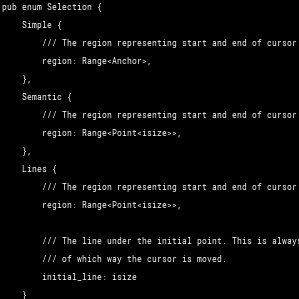 pub enum Selection {
Simple {
/// The region representing start and end of cursor
region: Range<Anchor>,
},
Semantic {
/// The region representing start and end of cursor
region: Range<Point<isize>>,
},
Lines {
/// The region representing start and end of cursor
region: Range<Point<isize>>,
/// The line under the initial point. This is always
/// of which way the cursor is moved.
initial_line: isize
}